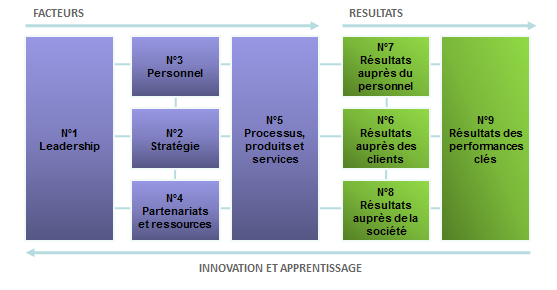 FACTEURS
RESULTATS
N°1
Leadership
N°3
Personnel
N°2
Stratégie
N°4
Partenariats
et ressources
N°5
Processus,
produits et
services
N°7
Résultats
auprès du
personnel
N°6
Résultats
auprès des
clients
N°8
Résultats
auprès de la
société
N°9
Résultats des
performances
clés
INNOVATION ET APPRENTISSAGE